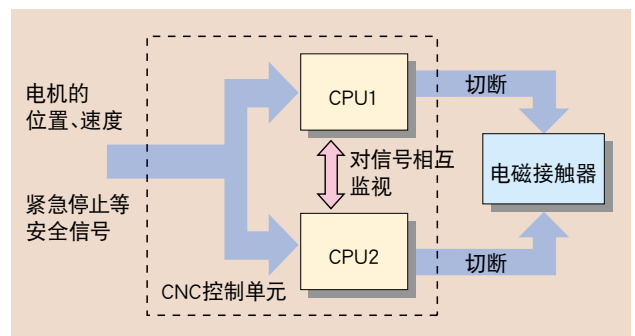 电机的
位置、速度
紧急停止等
安全信号
CPU1
对信号相互
监视
CPU2
CNC控制单元
切断
电磁接触器
切断